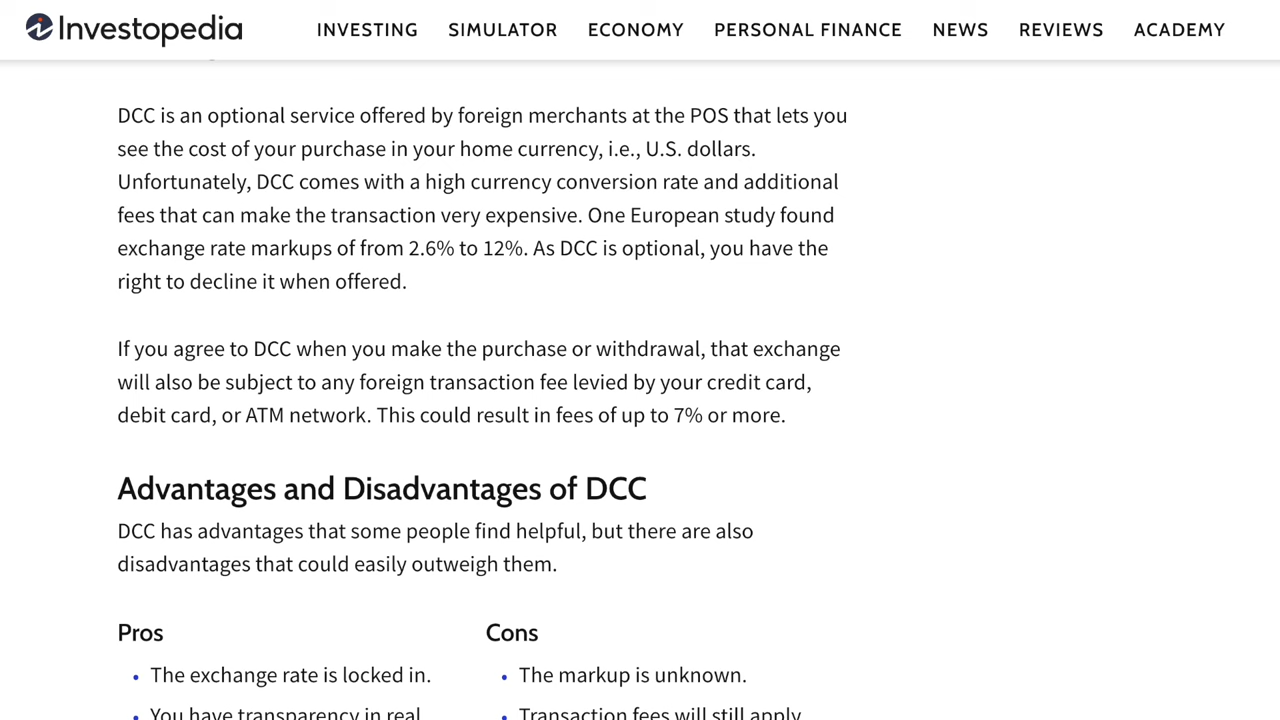 Investopedia
INVESTING SIMULATOR ECONOMY PERSONAL FINANCE NEWS REVIEWS ACADEMY
DCC is an optional service offered by foreign merchants at the POS that lets you
see the cost of your purchase in your home currency, i.e., U.S. dollars.
Unfortunately, DCC comes with a high currency conversion rate and additional
fees that can make the transaction very expensive. One European study found
exchange rate markups of from 2.6% to 12%. As DCC is optional, you have the
right to decline it when offered.
If you agree to DCC when you make the purchase or withdrawal, that exchange
will also be subject to any foreign transaction fee levied by your credit card,
debit card, or ATM network. This could result in fees of up to 7% or more.
Advantages and Disadvantages of DCC
DCC has advantages that some people find helpful, but there are also
disadvantages that could easily outweigh them.
Pros
• The exchange rate is locked in.
• You have transparency in real
Cons
• The markup is unknown.
• Transaction fees will still apply